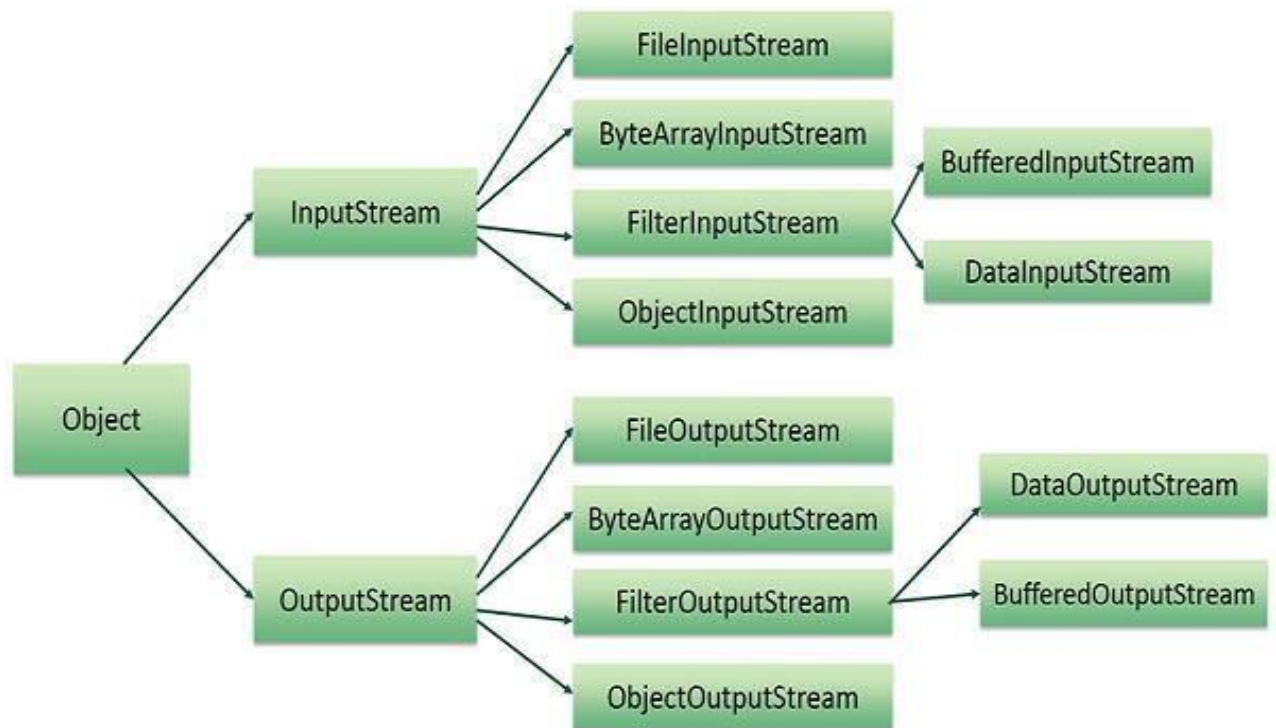 FileInputStream
ByteArrayInputStream
BufferedInputStream
InputStream
FilterInputStream
DataInputStream
ObjectInputStream
Object
FileOutputStream
DataOutputStream
ByteArrayOutputStream
OutputStream
FilterOutputStream
BufferedOutputStream
ObjectOutputStream